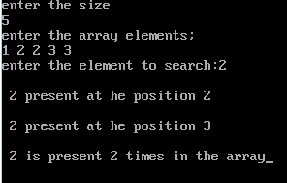 enter the size
5
enter the array elements;
1 2 2 3 3
enter the element to search:2
2 present at he position 2
2 present at he position 3
2 is present 2 times in the array_